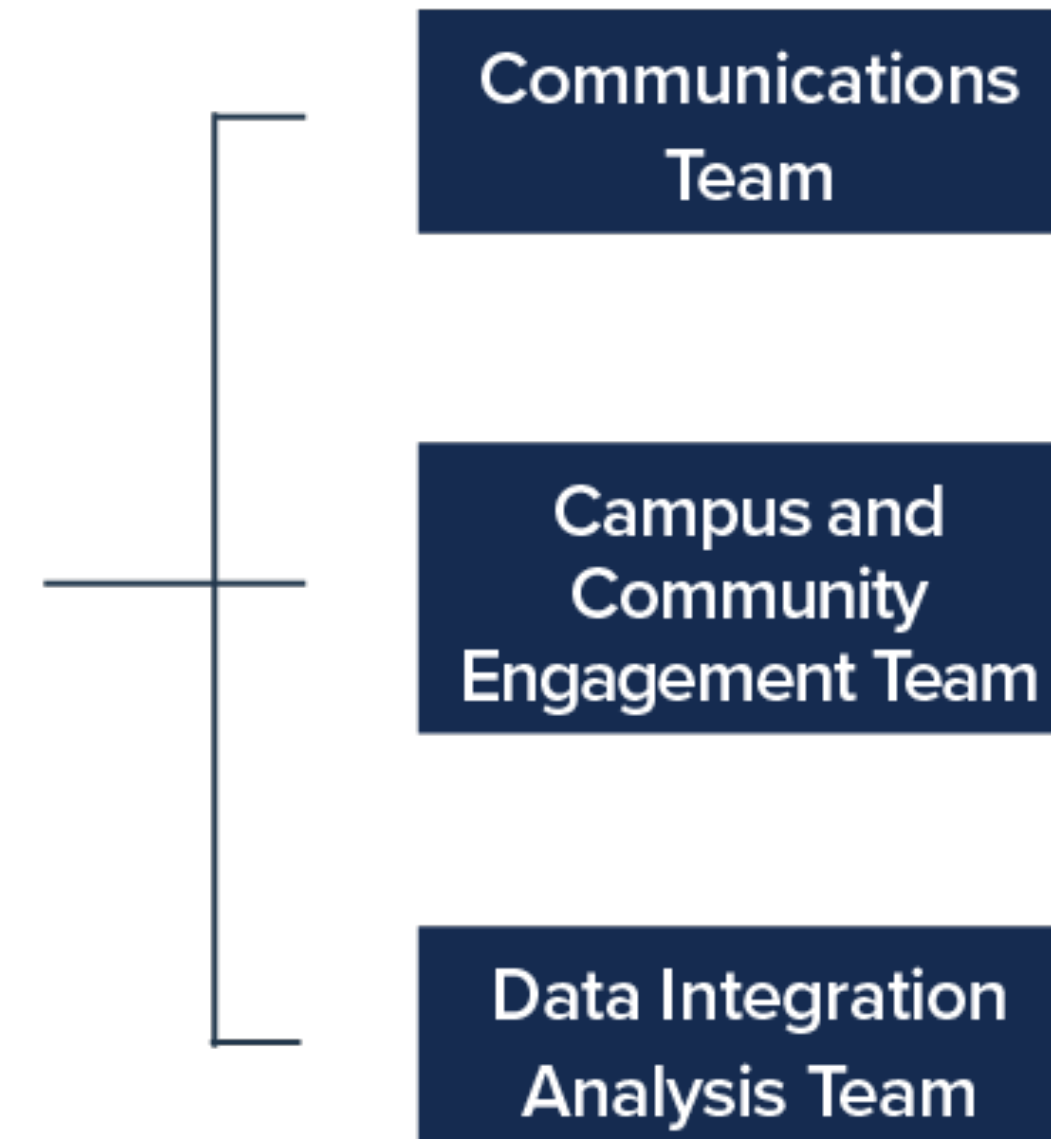 Communications
Team
Campus and
Community
Engagement Team
Data Integration
Analysis Team